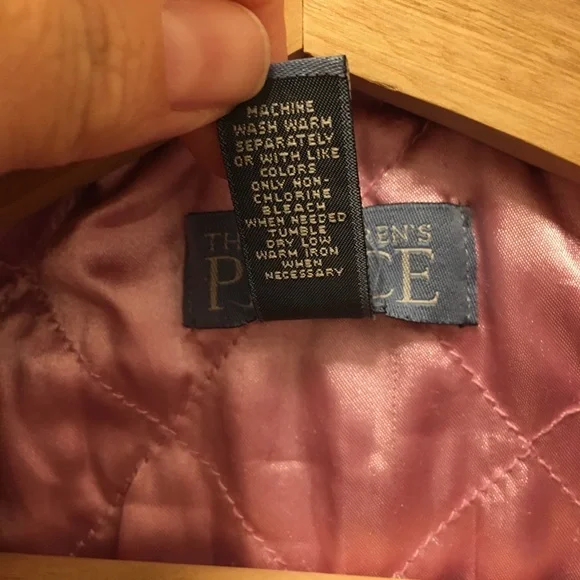 MACHINE
WASH WARM
SEPARATELY
OR WITH LIKE
COLORS
ONLY NON-
CHLORINE
BLEACH
WHEN NEEDED
TUMBLE
DRY LOW
WARM IRON
WHEN
NECESSARY
TH REN'S
P CE